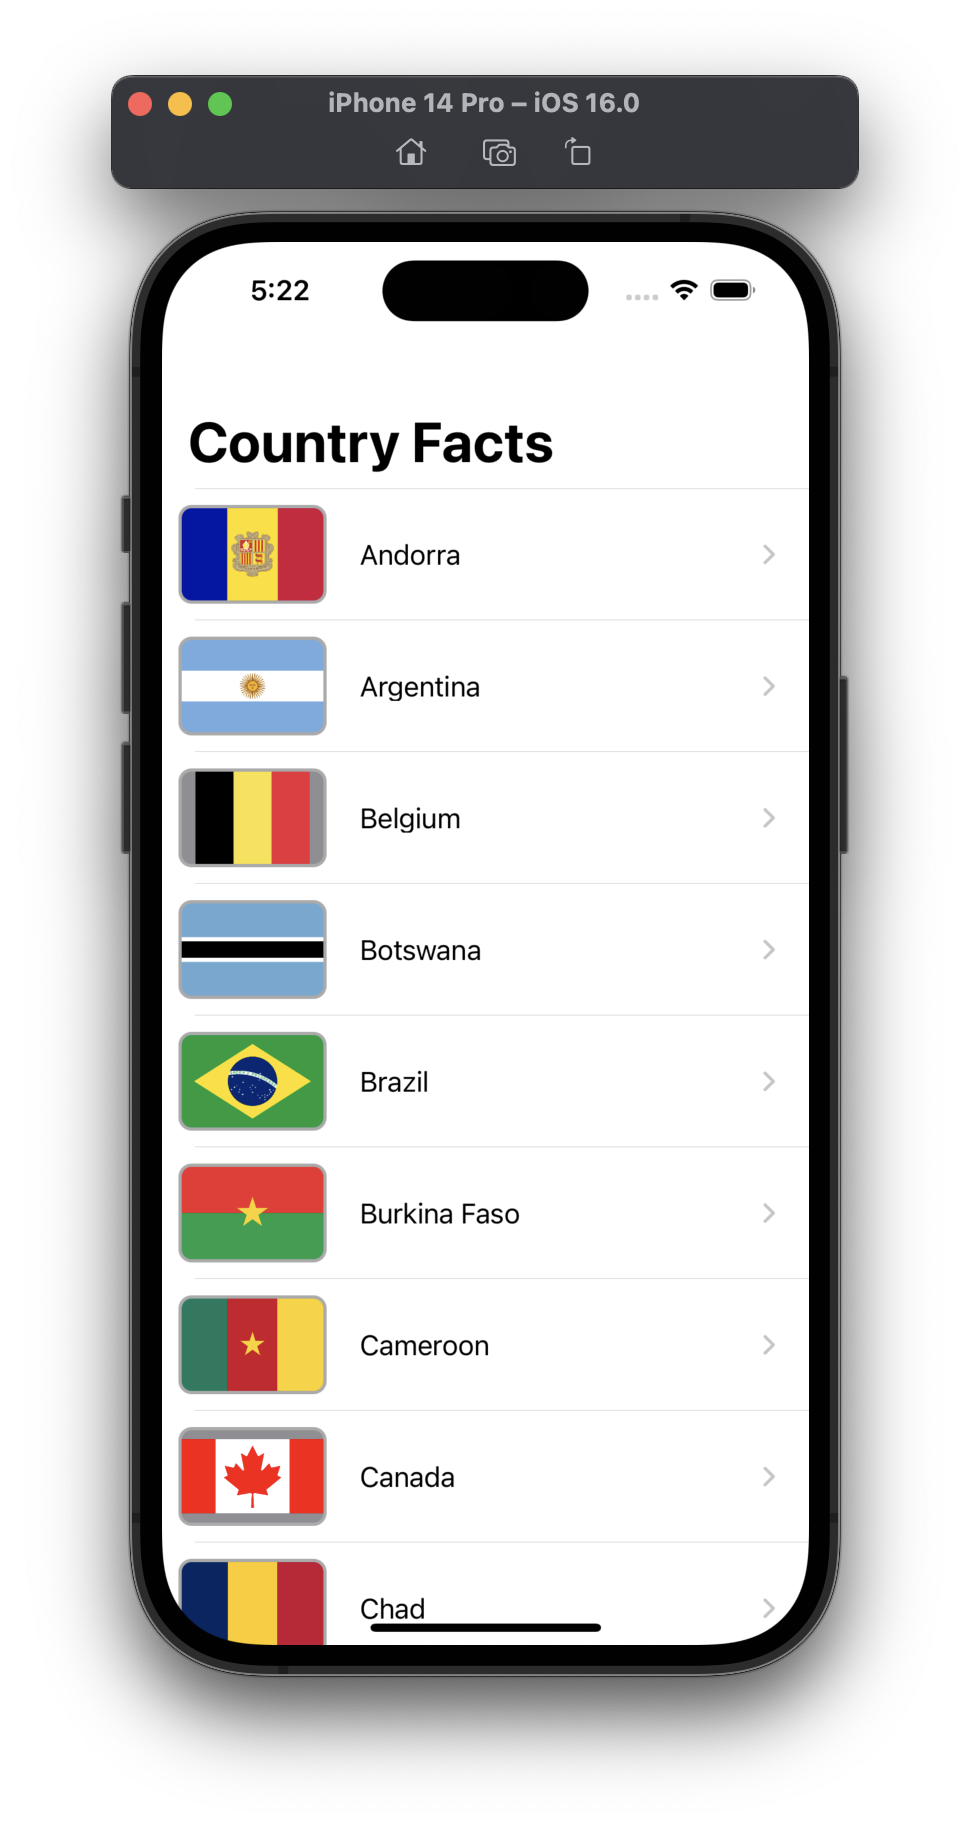 iPhone 14 Pro – iOS 16.0
5:22
Country Facts
Andorra
Argentina
Belgium
Botswana
Brazil
Burkina Faso
Cameroon
Canada
Chad